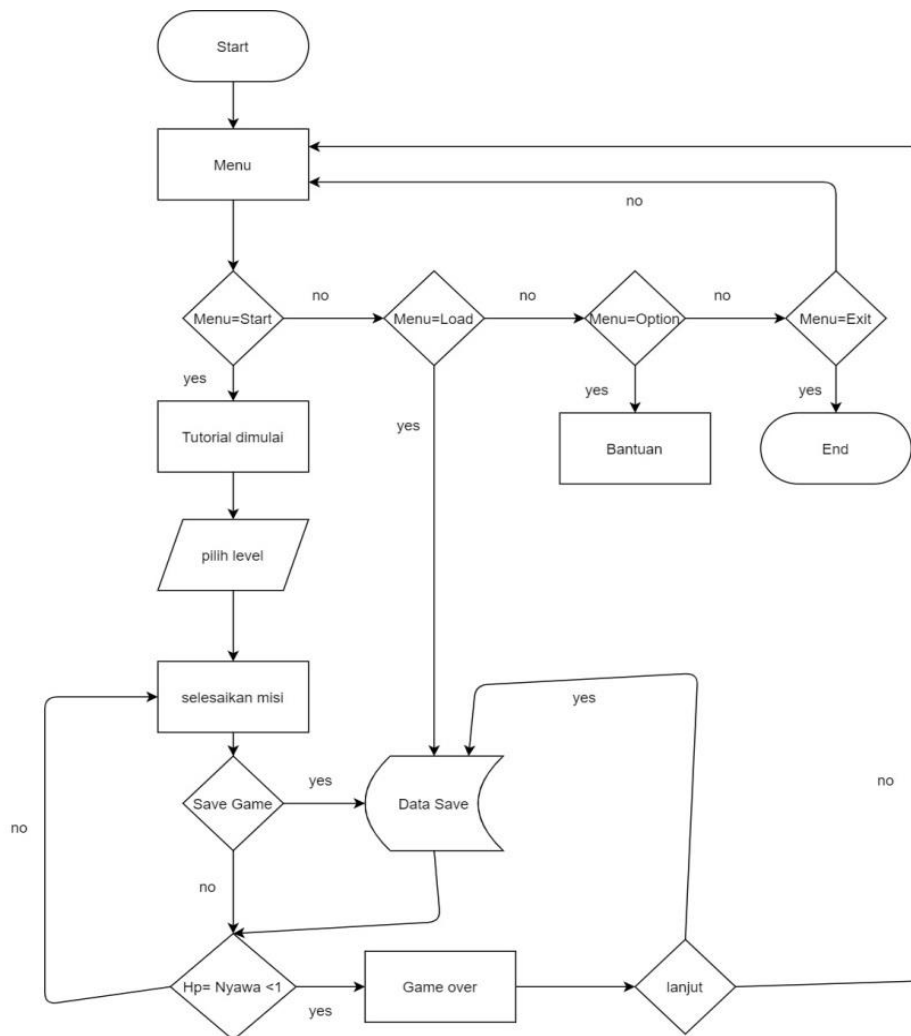 Start
Menu
no
Menu=Start
no
Menu=Load
no
Menu=Option
no
Menu=Exit
yes
yes
yes
yes
Tutorial dimulai
Bantuan
End
pilih level
selesaikan misi
yes
Save Game
yes
Data Save
no
no
no
Hp= Nyawa <1
yes
Game over
lanjut